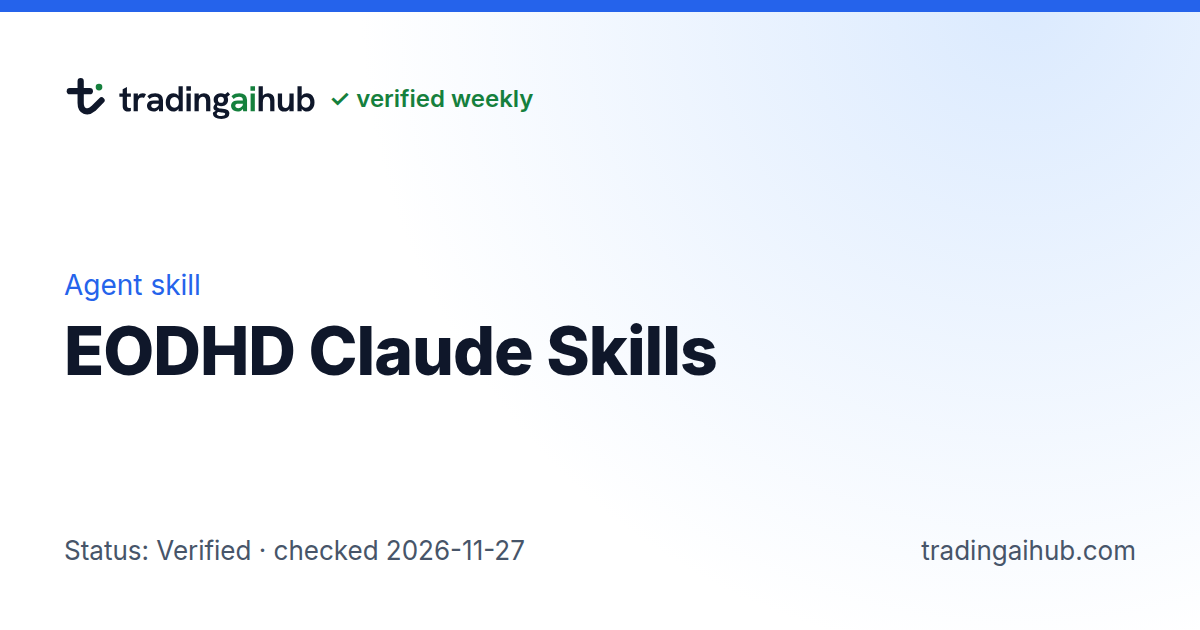 tradingaihub ✓ verified weekly
Agent skill
EODHD Claude Skills
Status: Verified · checked 2026-11-27
tradingaihub.com